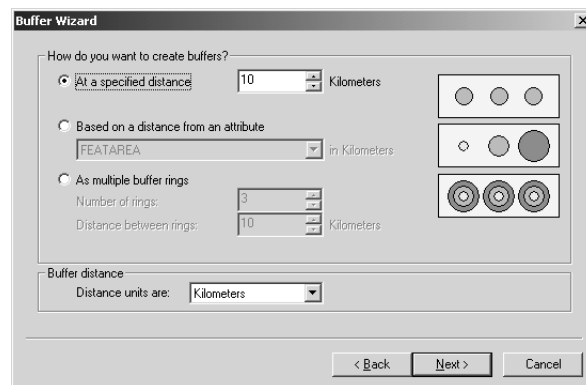 Buffer Wizard
How do you want to create buffers?
At a specified distance 10 Kilometers
Based on a distance from an attribute
FEATAREA in Kilometers
As multiple buffer rings
Number of rings: 3
Distance between rings: 10 Kilometers
Buffer distance
Distance units are: Kilometers
< Back Next > Cancel